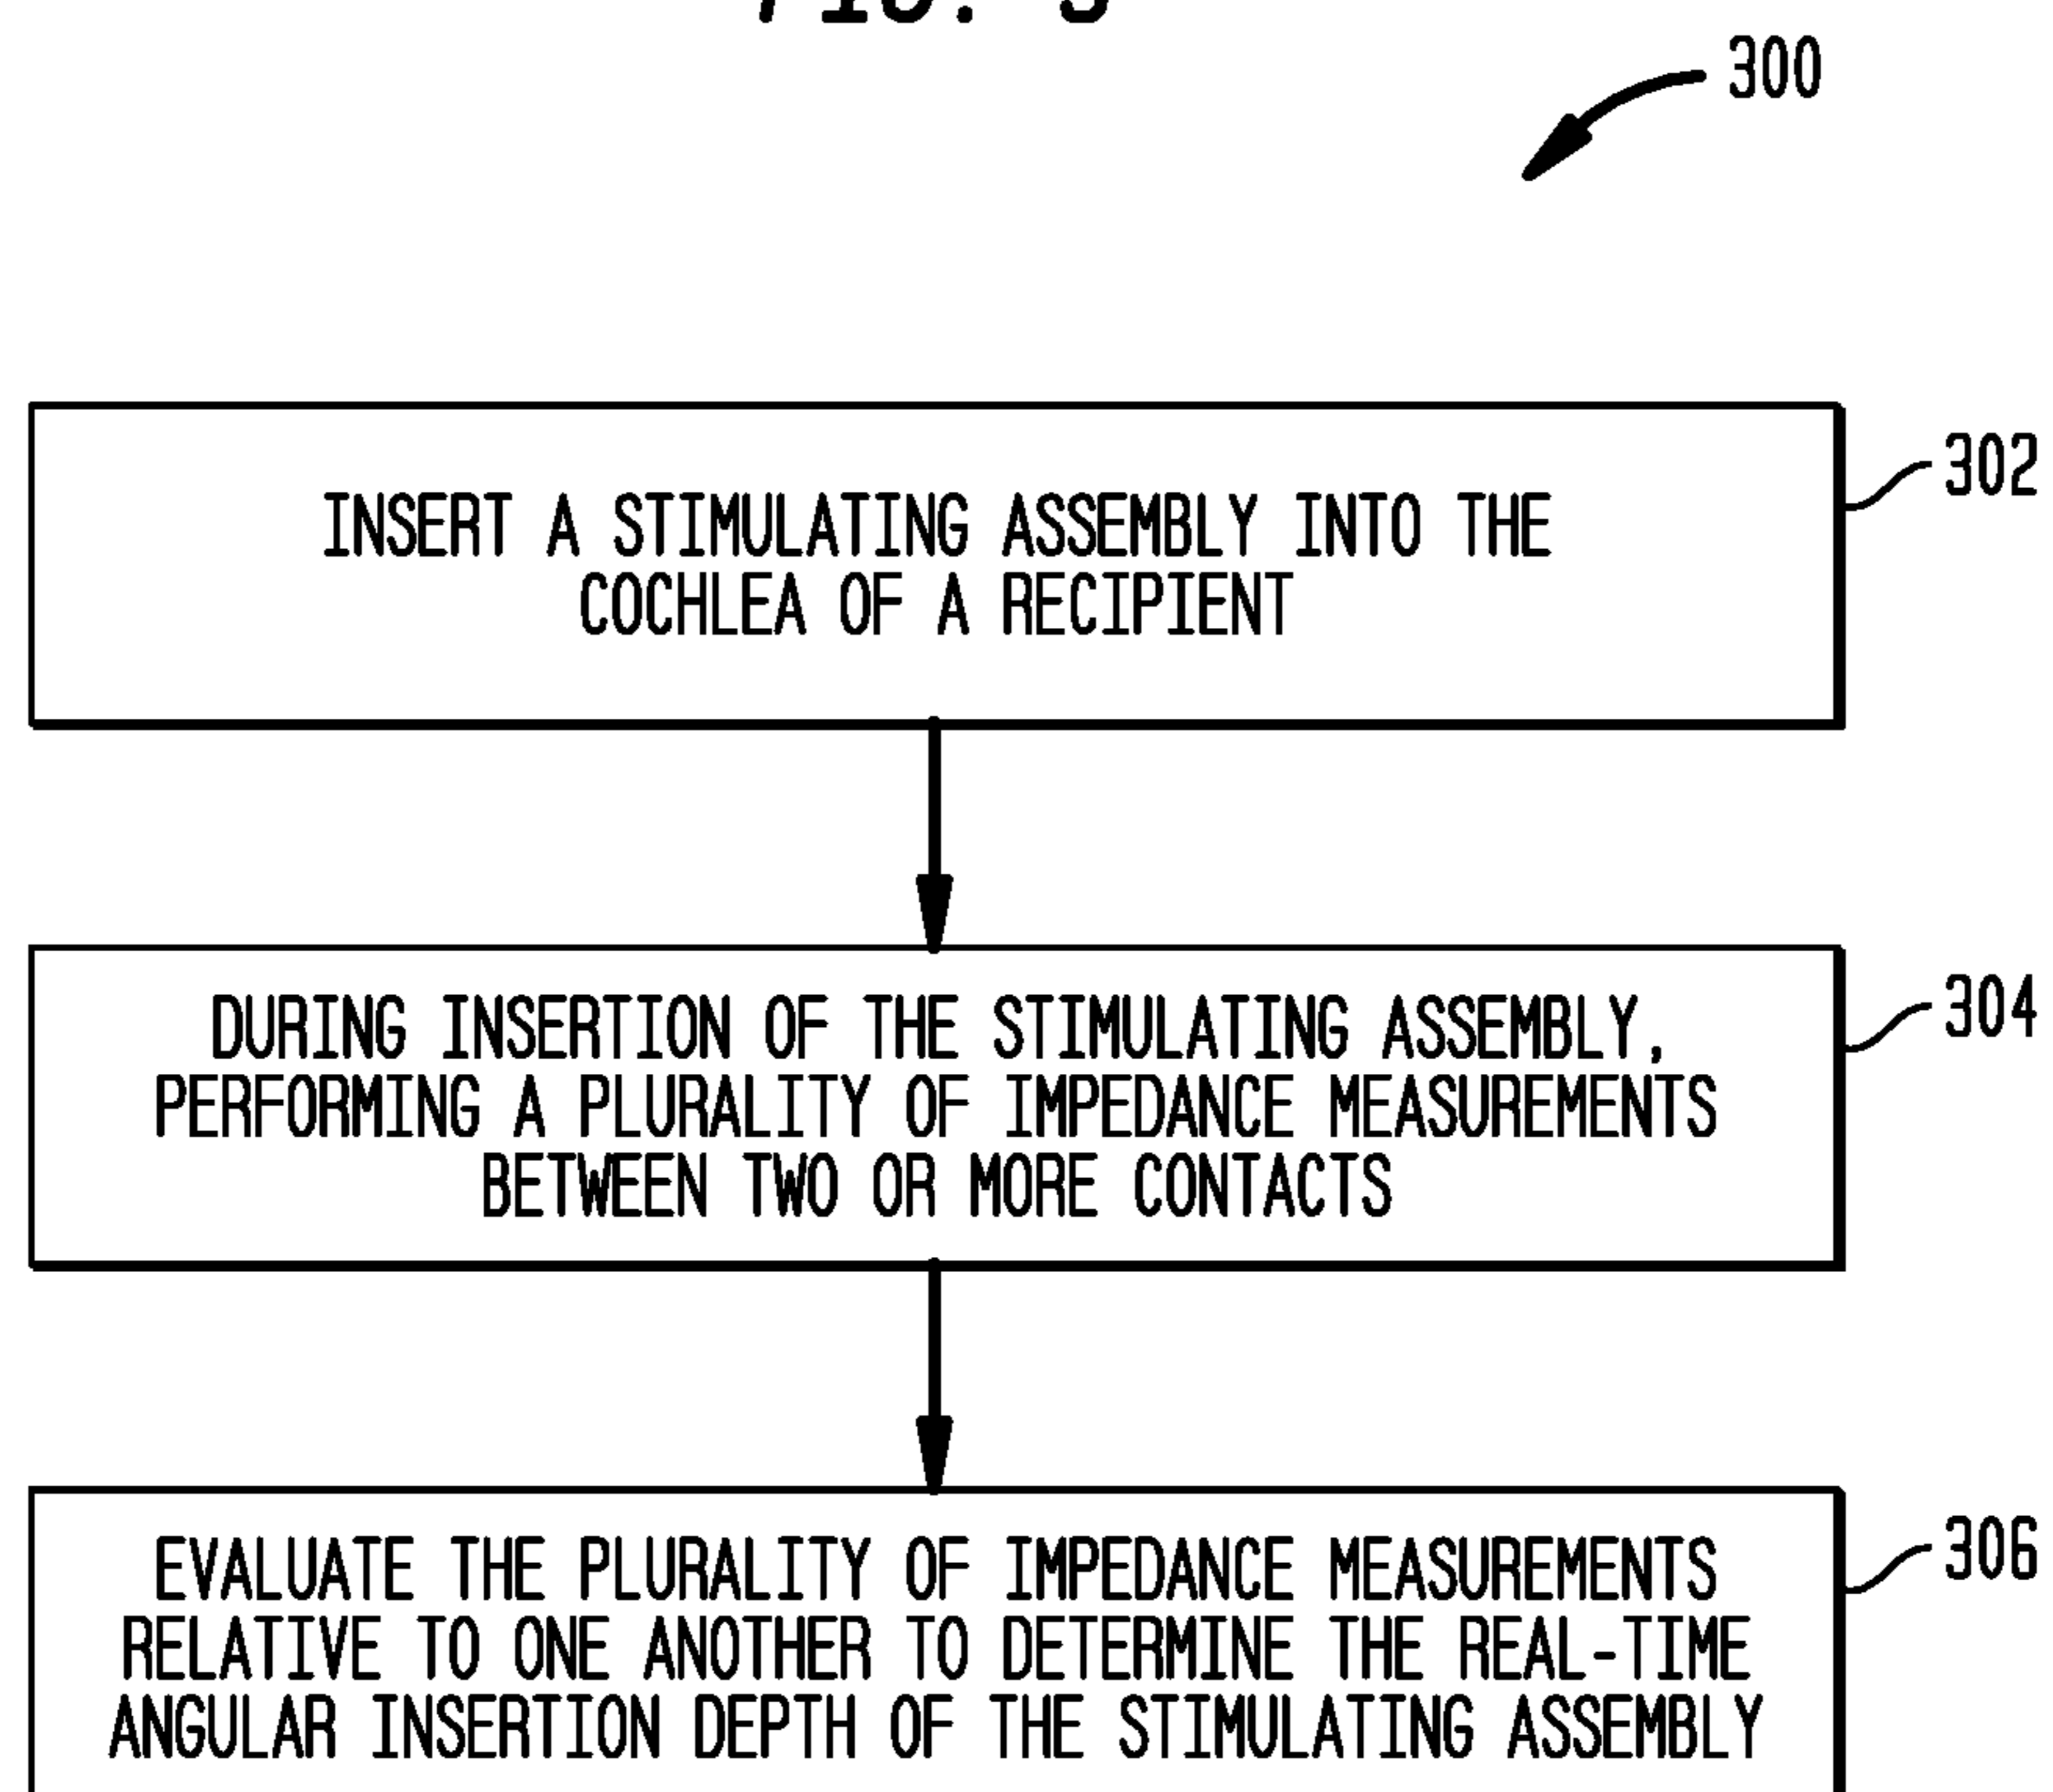 300
INSERT A STIMULATING ASSEMBLY INTO THE
COCHLEA OF A RECIPIENT
302
DURING INSERTION OF THE STIMULATING ASSEMBLY,
PERFORMING A PLURALITY OF IMPEDANCE MEASUREMENTS
BETWEEN TWO OR MORE CONTACTS
304
EVALUATE THE PLURALITY OF IMPEDANCE MEASUREMENTS
RELATIVE TO ONE ANOTHER TO DETERMINE THE REAL-TIME
ANGULAR INSERTION DEPTH OF THE STIMULATING ASSEMBLY
306